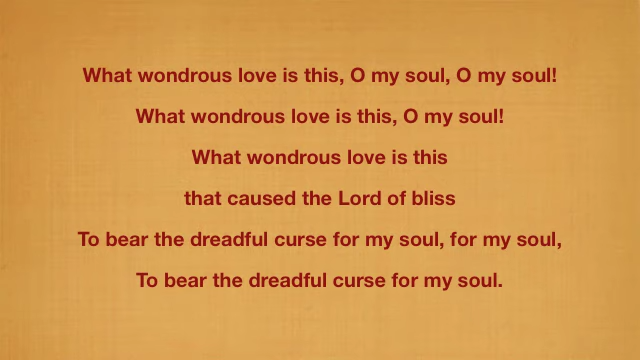 What wondrous love is this, O my soul, O my soul!
What wondrous love is this, O my soul!
What wondrous love is this
that caused the Lord of bliss
To bear the dreadful curse for my soul, for my soul,
To bear the dreadful curse for my soul.